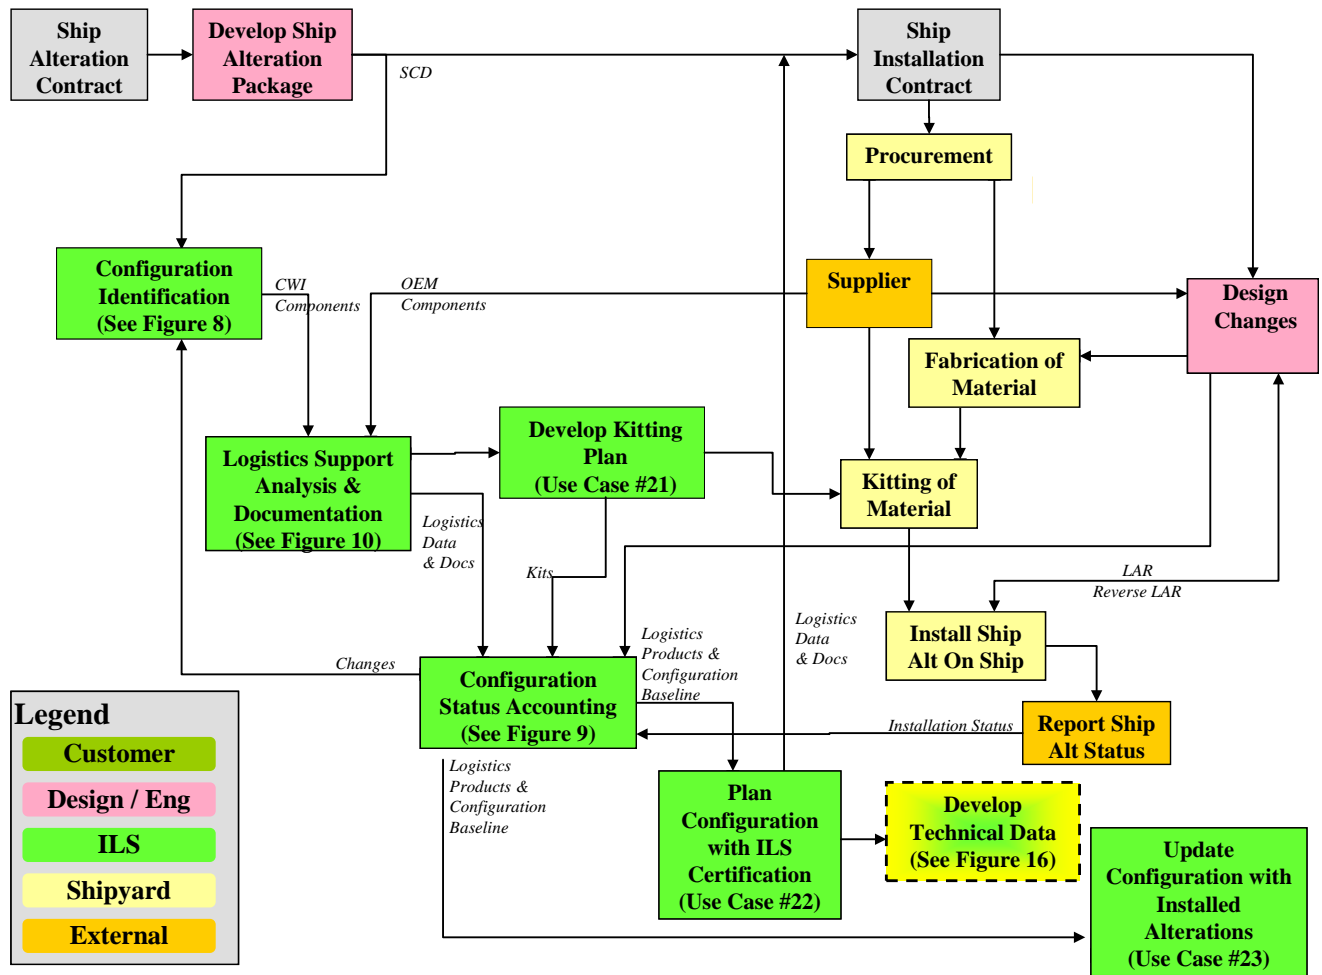 Ship
Alteration
Contract
Develop Ship
Alteration
Package
SCD
Ship
Installation
Contract
Procurement
Configuration
Identification
(See Figure 8)
CWI
Components
OEM
Components
Supplier
Design
Changes
Fabrication of
Material
Logistics Support
Analysis &
Documentation
(See Figure 10)
Develop Kitting
Plan
(Use Case #21)
Kitting of
Material
Logistics
Data
& Docs
Kits
LAR
Reverse LAR
Install Ship
Alt On Ship
Logistics
Products &
Configuration
Baseline
Logistics
Data
& Docs
Changes
Configuration
Status Accounting
(See Figure 9)
Installation Status
Report Ship
Alt Status
Logistics
Products &
Configuration
Baseline
Plan
Configuration
with ILS
Certification
(Use Case #22)
Develop
Technical Data
(See Figure 16)
Update
Configuration with
Installed
Alterations
(Use Case #23)
Legend
Customer
Design / Eng
ILS
Shipyard
External